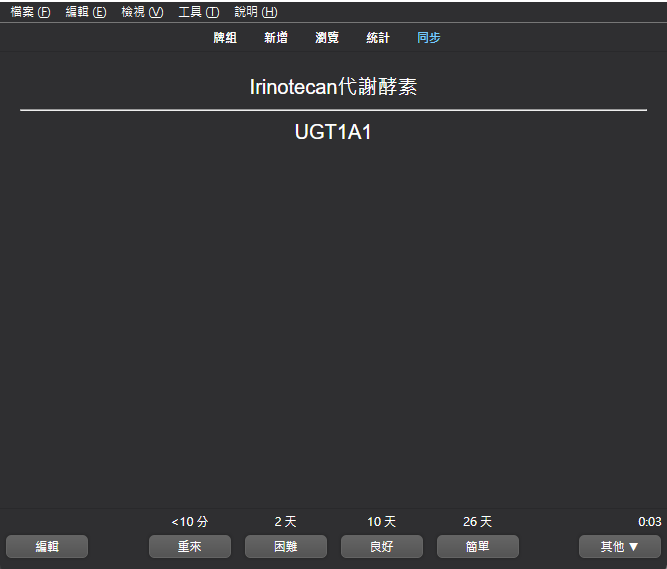 檔案 (F) 編輯 (E) 檢視 (V) 工具 (T) 說明 (H)
牌組 新增 瀏覽 統計 同步
Irinotecan代謝酵素
UGT1A1
<10 分 2 天 10 天 26 天 0:03
編輯 重來 困難 良好 簡單 其他 ▼